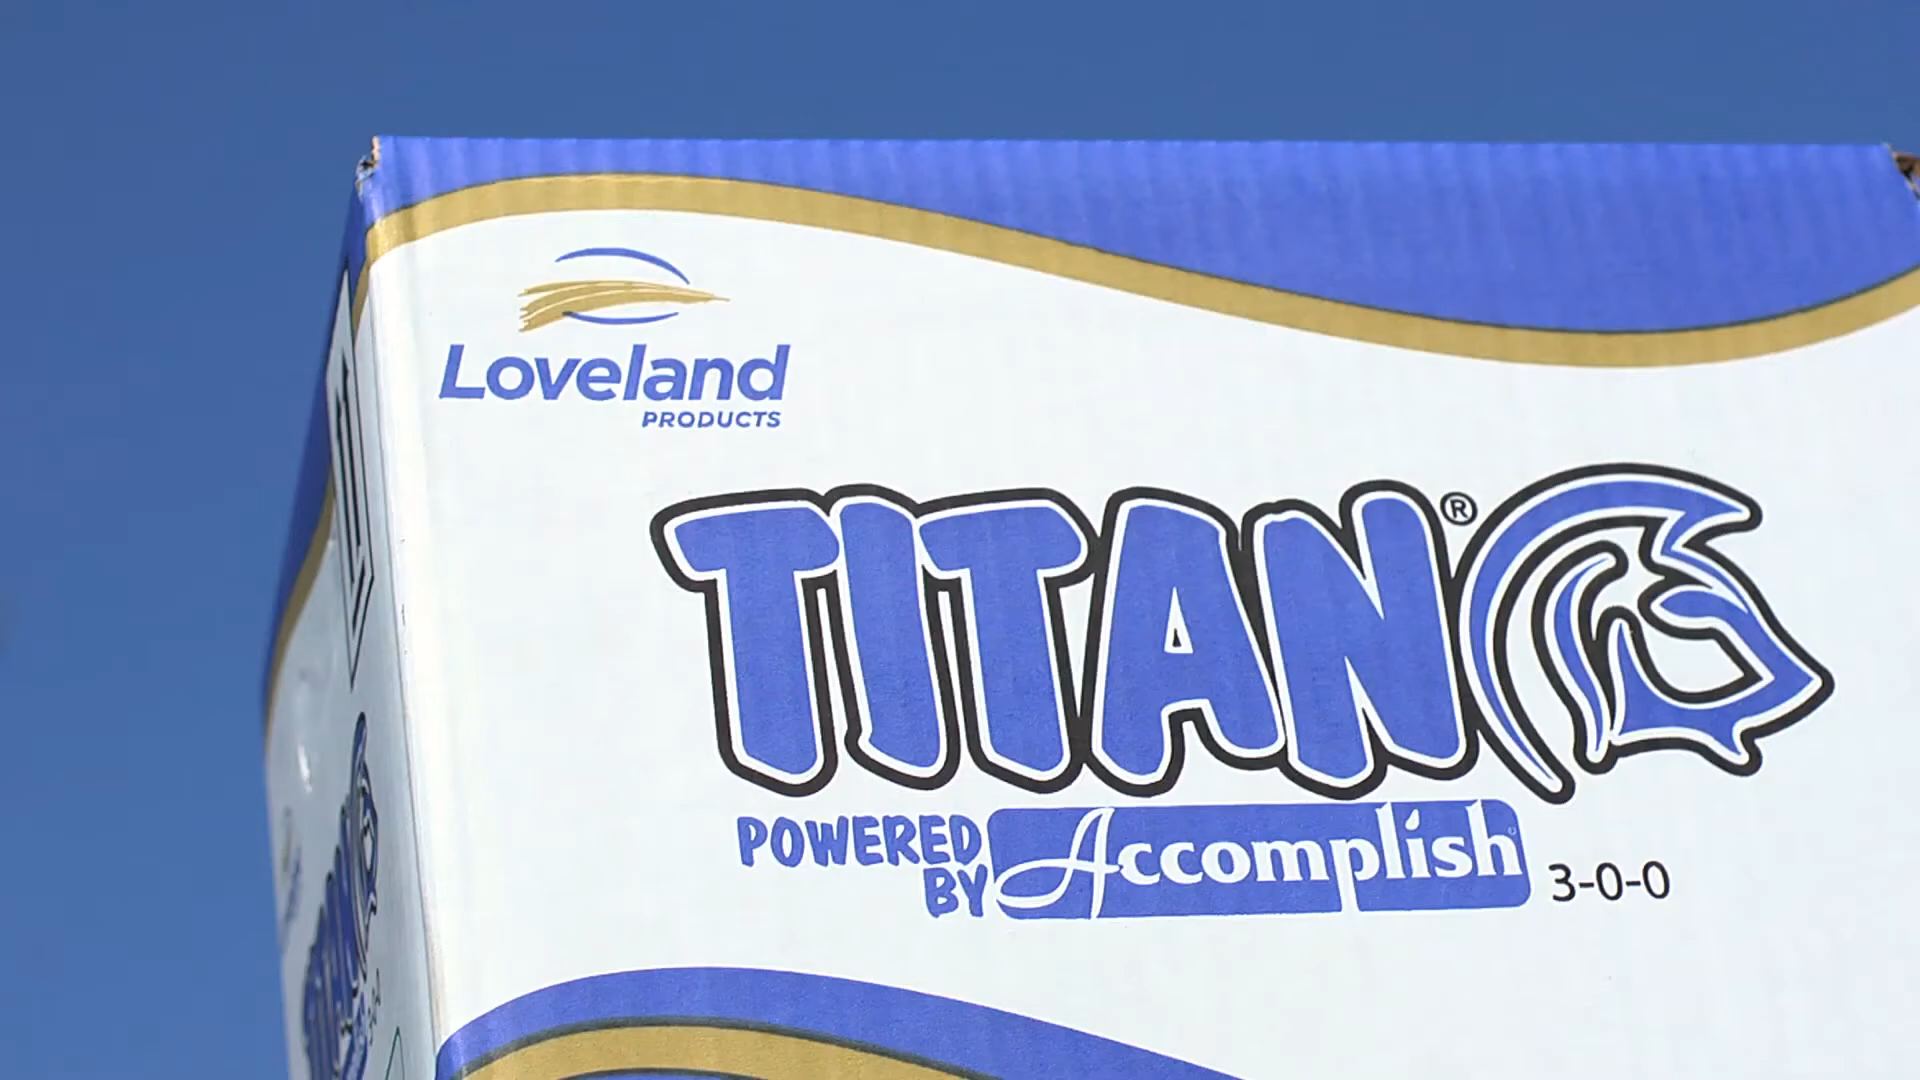 Loveland
PRODUCTS
TITAN®
POWERED
BY
Accomplish
3-0-0